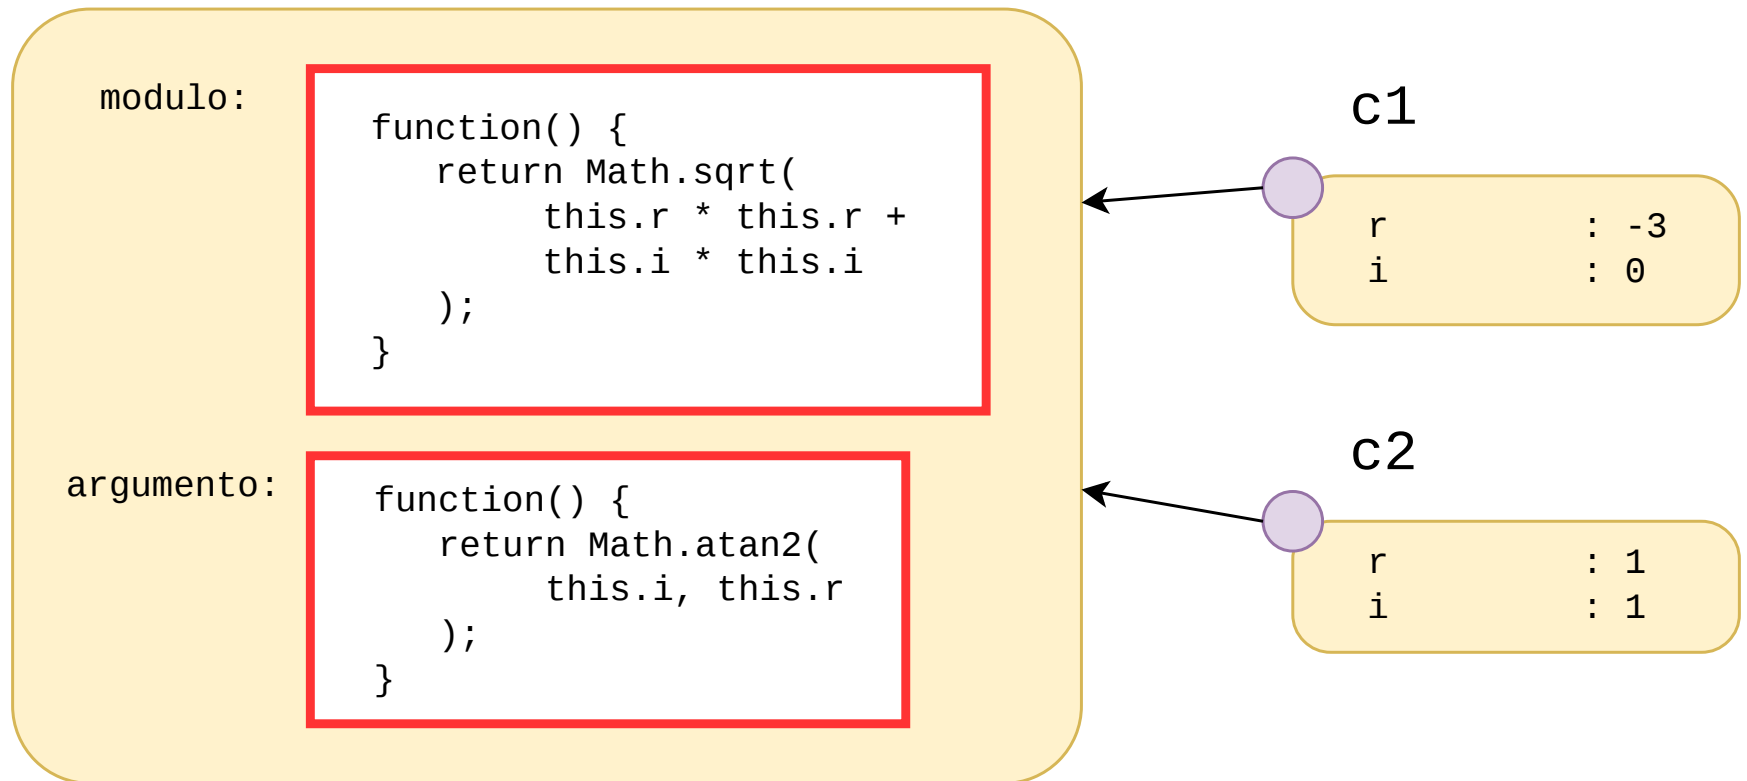 modulo:
function() {
   return Math.sqrt(
        this.r * this.r +
        this.i * this.i
   );
}
argumento:
function() {
   return Math.atan2(
        this.i, this.r
   );
}
c1
r         : -3
i         : 0
c2
r         : 1
i         : 1